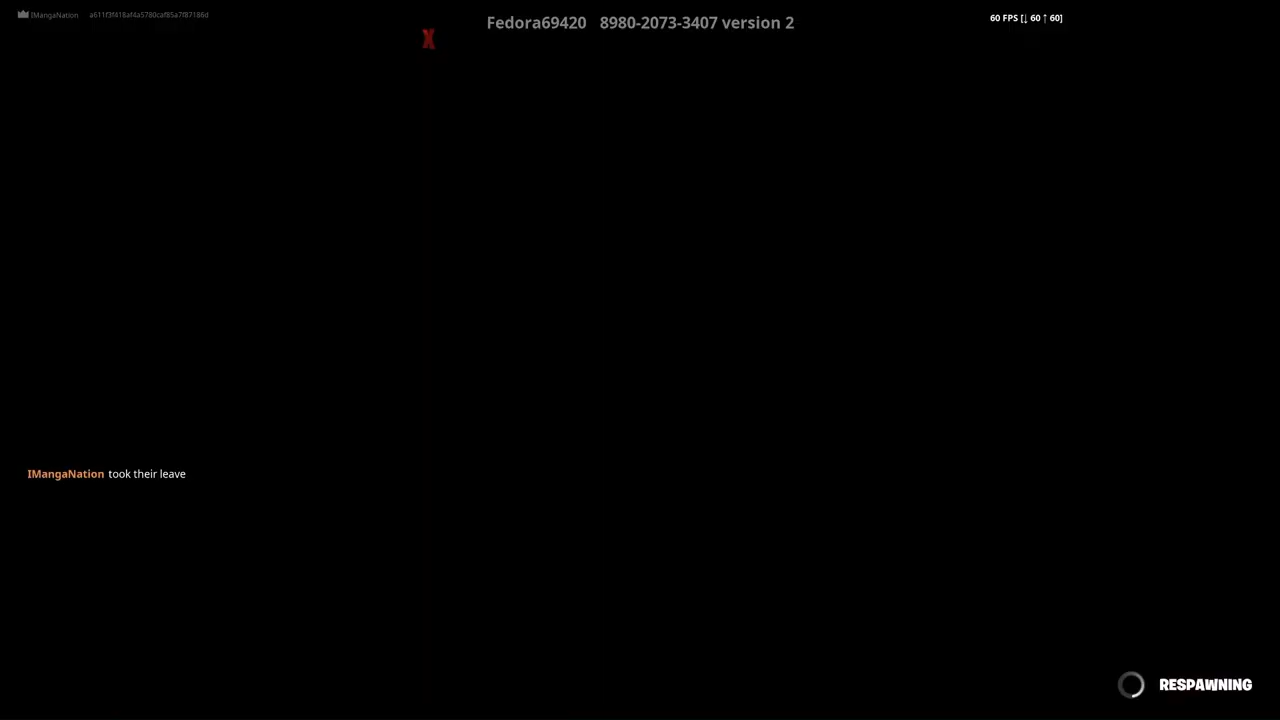 IMangaNation
Fedora69420 8980-2073-3407 version 2
60 FPS [↓ 60 ↑ 60]
X
IMangaNation took their leave
RESPAWNING